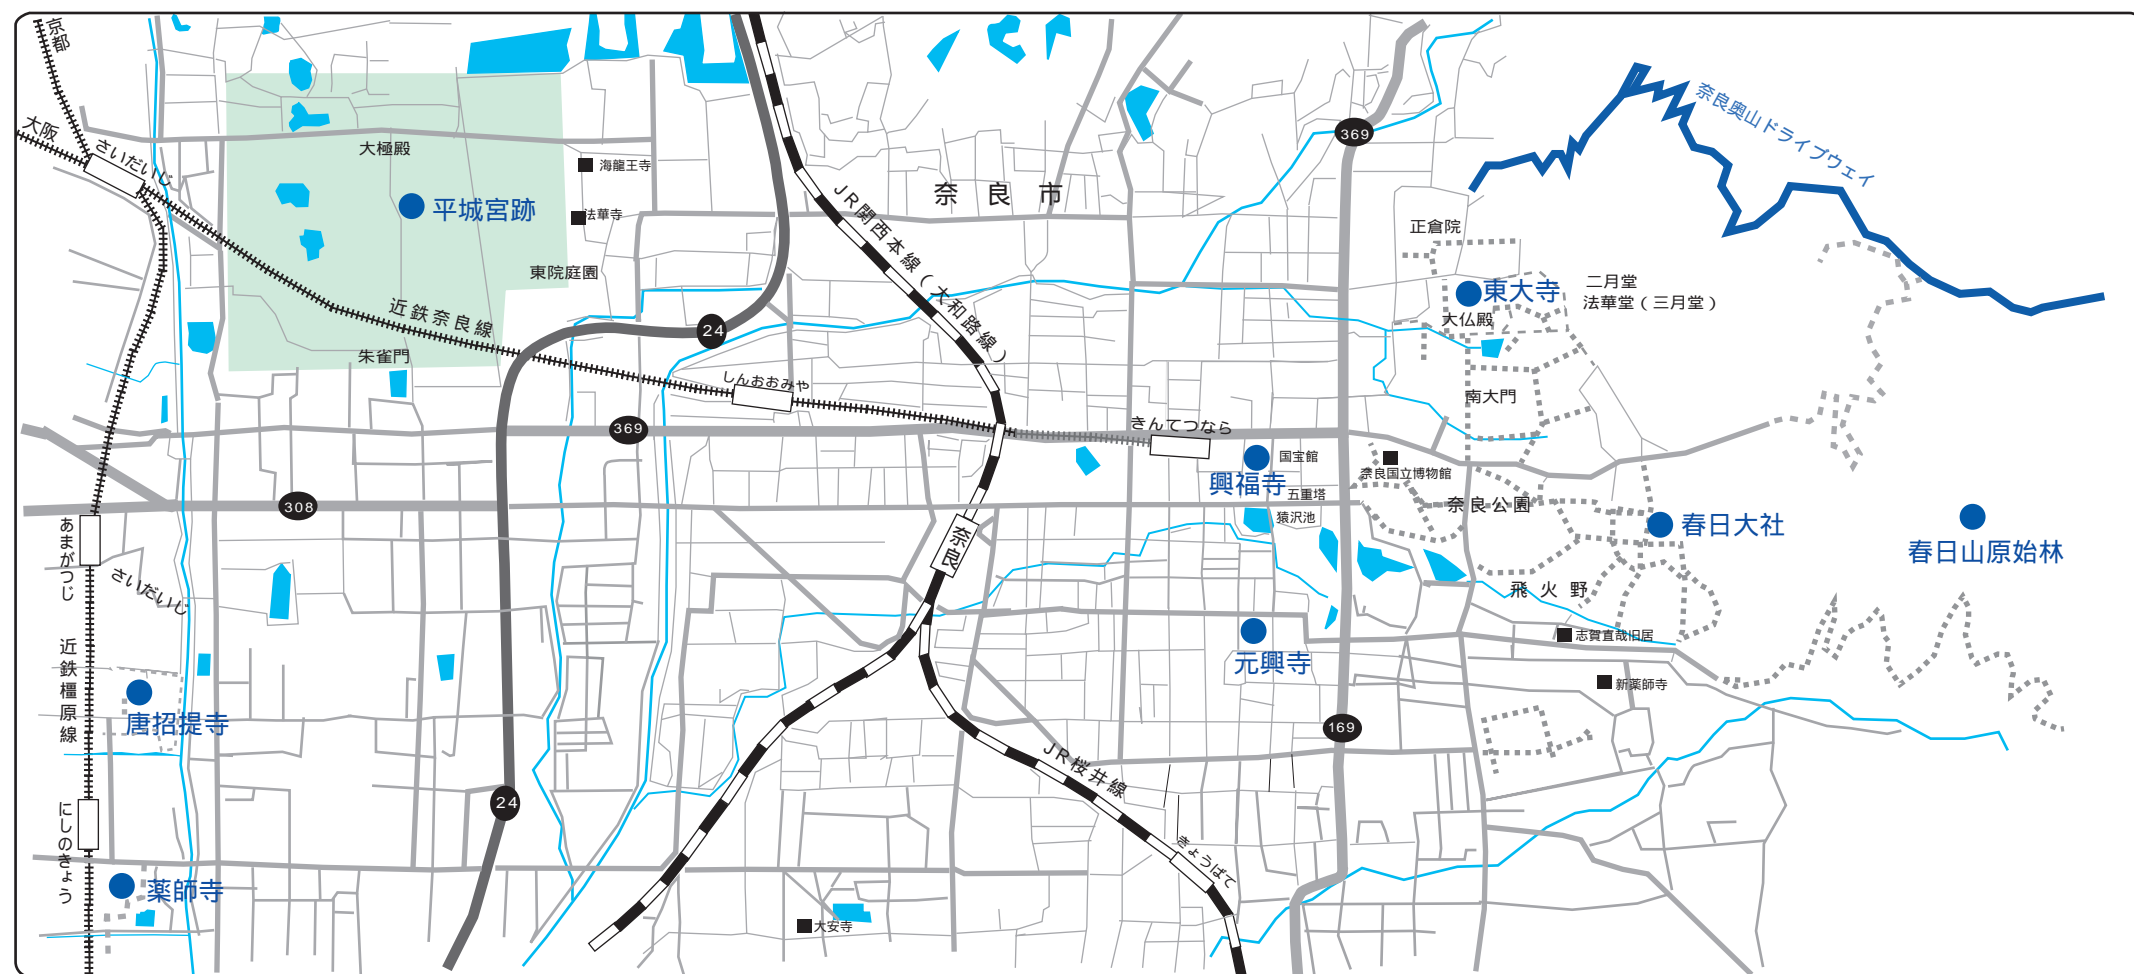 京都
大阪
さいだいじ
大極殿
平城宮跡
海龍王寺
法華寺
東院庭園
近鉄奈良線
朱雀門
24
しんおおみや
369
308
JR関西本線(大和路線)
奈良市
369
奈良奥山ドライブウェイ
正倉院
東大寺
二月堂
法華堂(三月堂)
大仏殿
南大門
きんてつなら
国宝館
興福寺
五重塔
猿沢池
奈良国立博物館
奈良公園
春日大社
春日山原始林
飛火野
志賀直哉旧居
新薬師寺
元興寺
奈良
169
あまがつじ
さいだいじ
近鉄橿原線
唐招提寺
24
にしのきょう
薬師寺
JR桜井線
きょうばて
大安寺